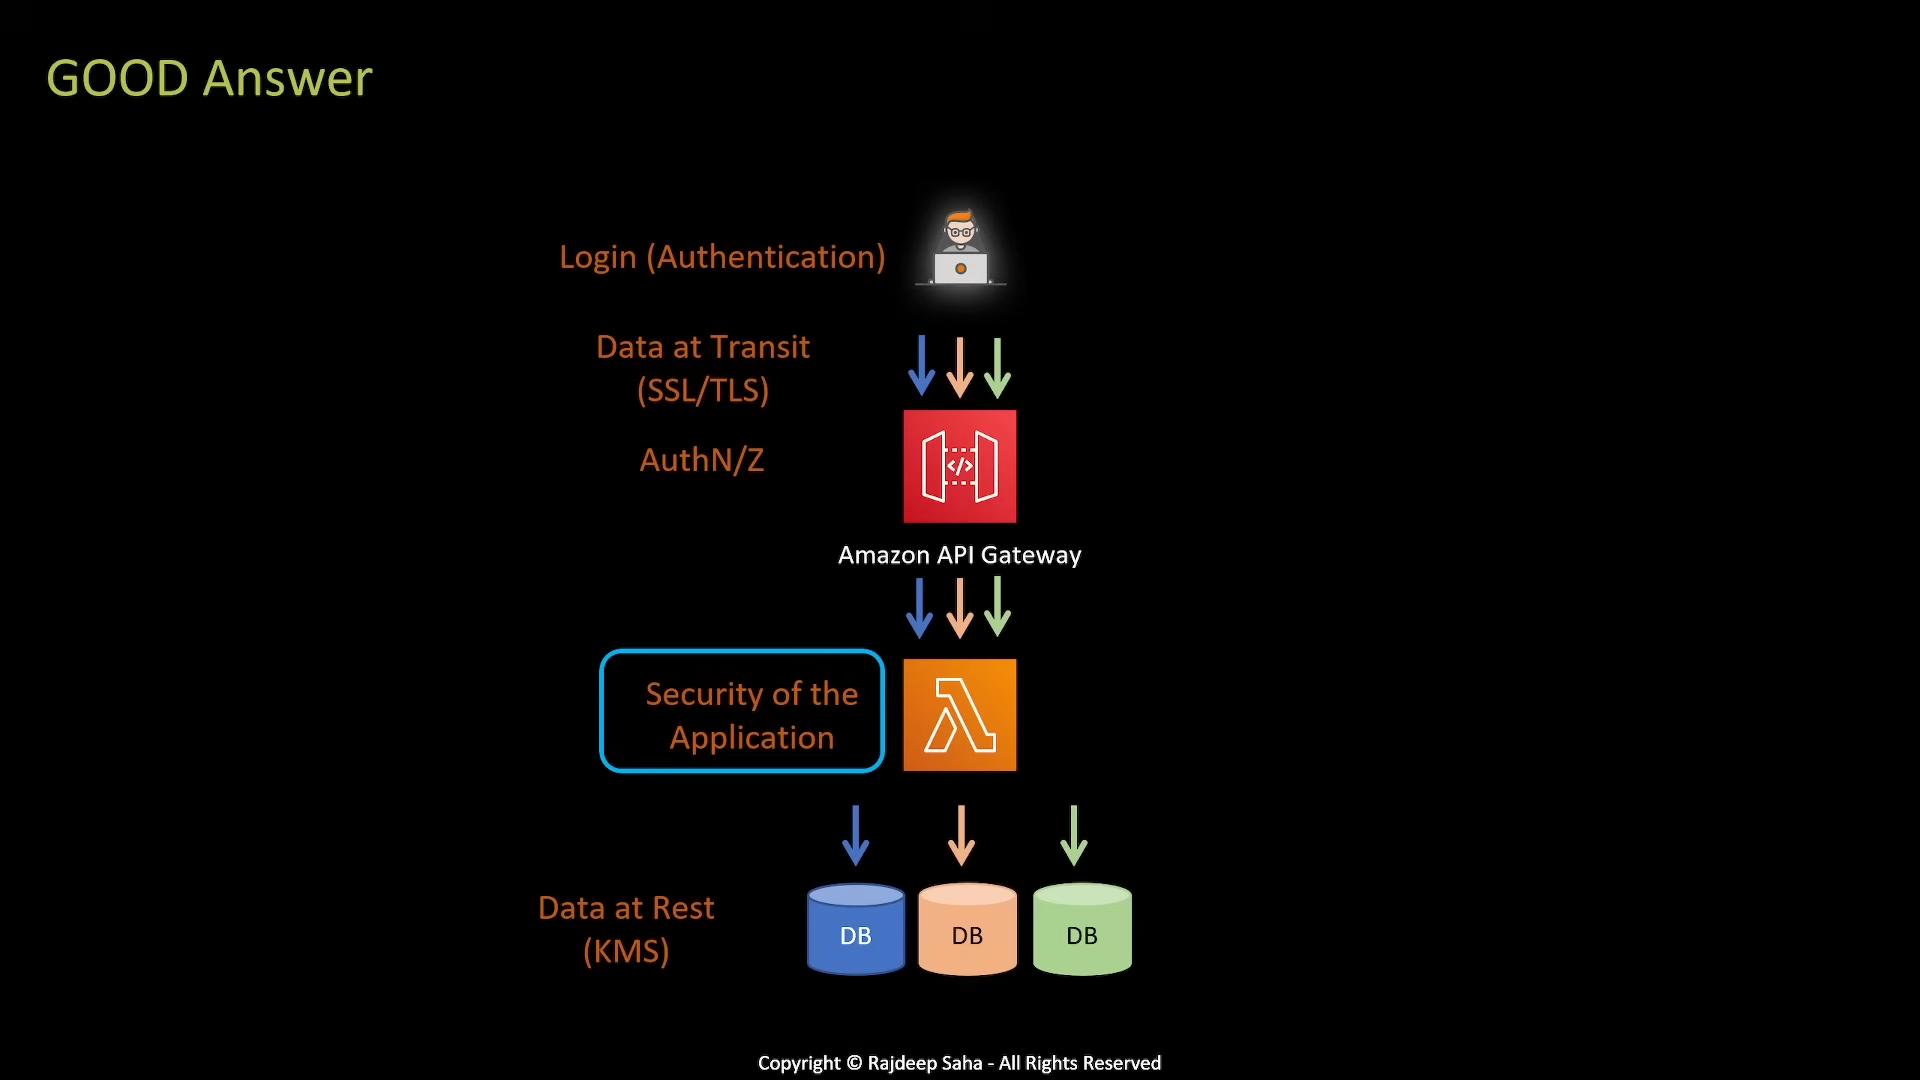 GOOD Answer
Login (Authentication)
Data at Transit
(SSL/TLS)
AuthN/Z
</>
Amazon API Gateway
Security of the
Application
Data at Rest
(KMS)
DB
DB
DB
Copyright © Rajdeep Saha - All Rights Reserved